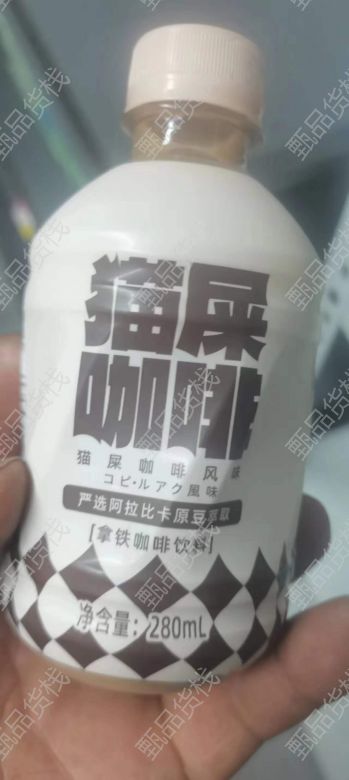 猫屎
咖啡
猫屎咖啡风味
コピ・ルアク風味
严选阿拉比卡原豆萃取
[拿铁咖啡饮料]
净含量：280mL
甄品货栈